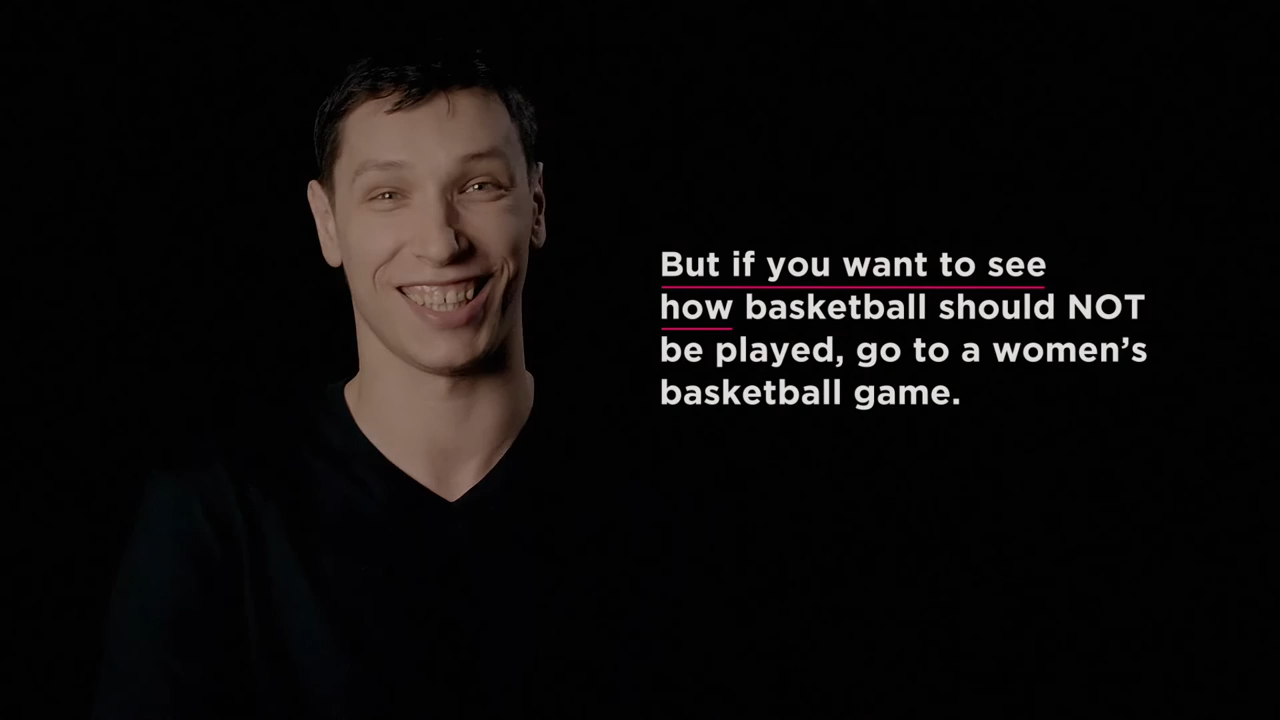 But if you want to see
how basketball should NOT
be played, go to a women’s
basketball game.